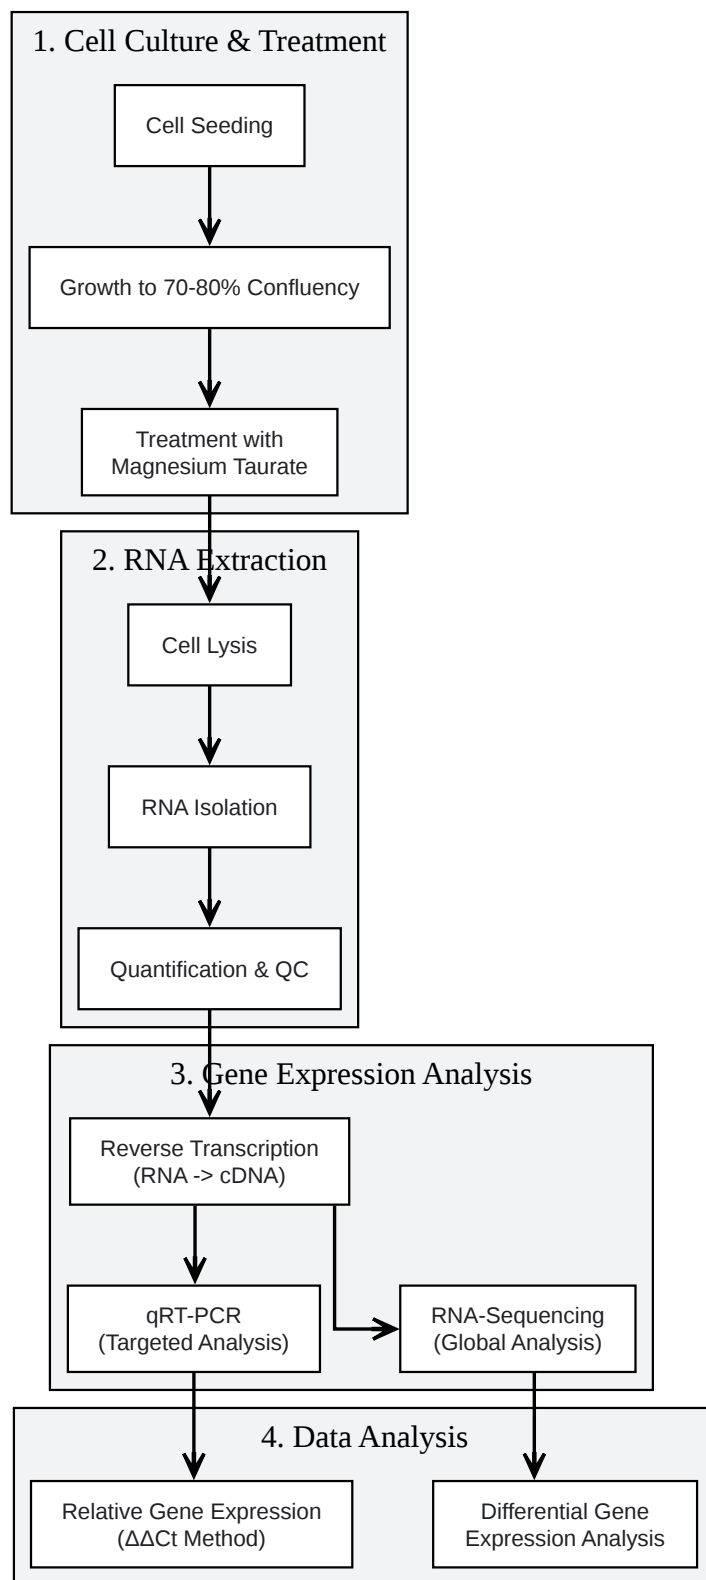 1. Cell Culture & Treatment
Cell Seeding
Growth to 70-80% Confluency
Treatment with
Magnesium Taurate
2. RNA Extraction
Cell Lysis
RNA Isolation
Quantification & QC
3. Gene Expression Analysis
Reverse Transcription
(RNA -> cDNA)
qRT-PCR
(Targeted Analysis)
RNA-Sequencing
(Global Analysis)
4. Data Analysis
Relative Gene Expression
(ΔΔCt Method)
Differential Gene
Expression Analysis